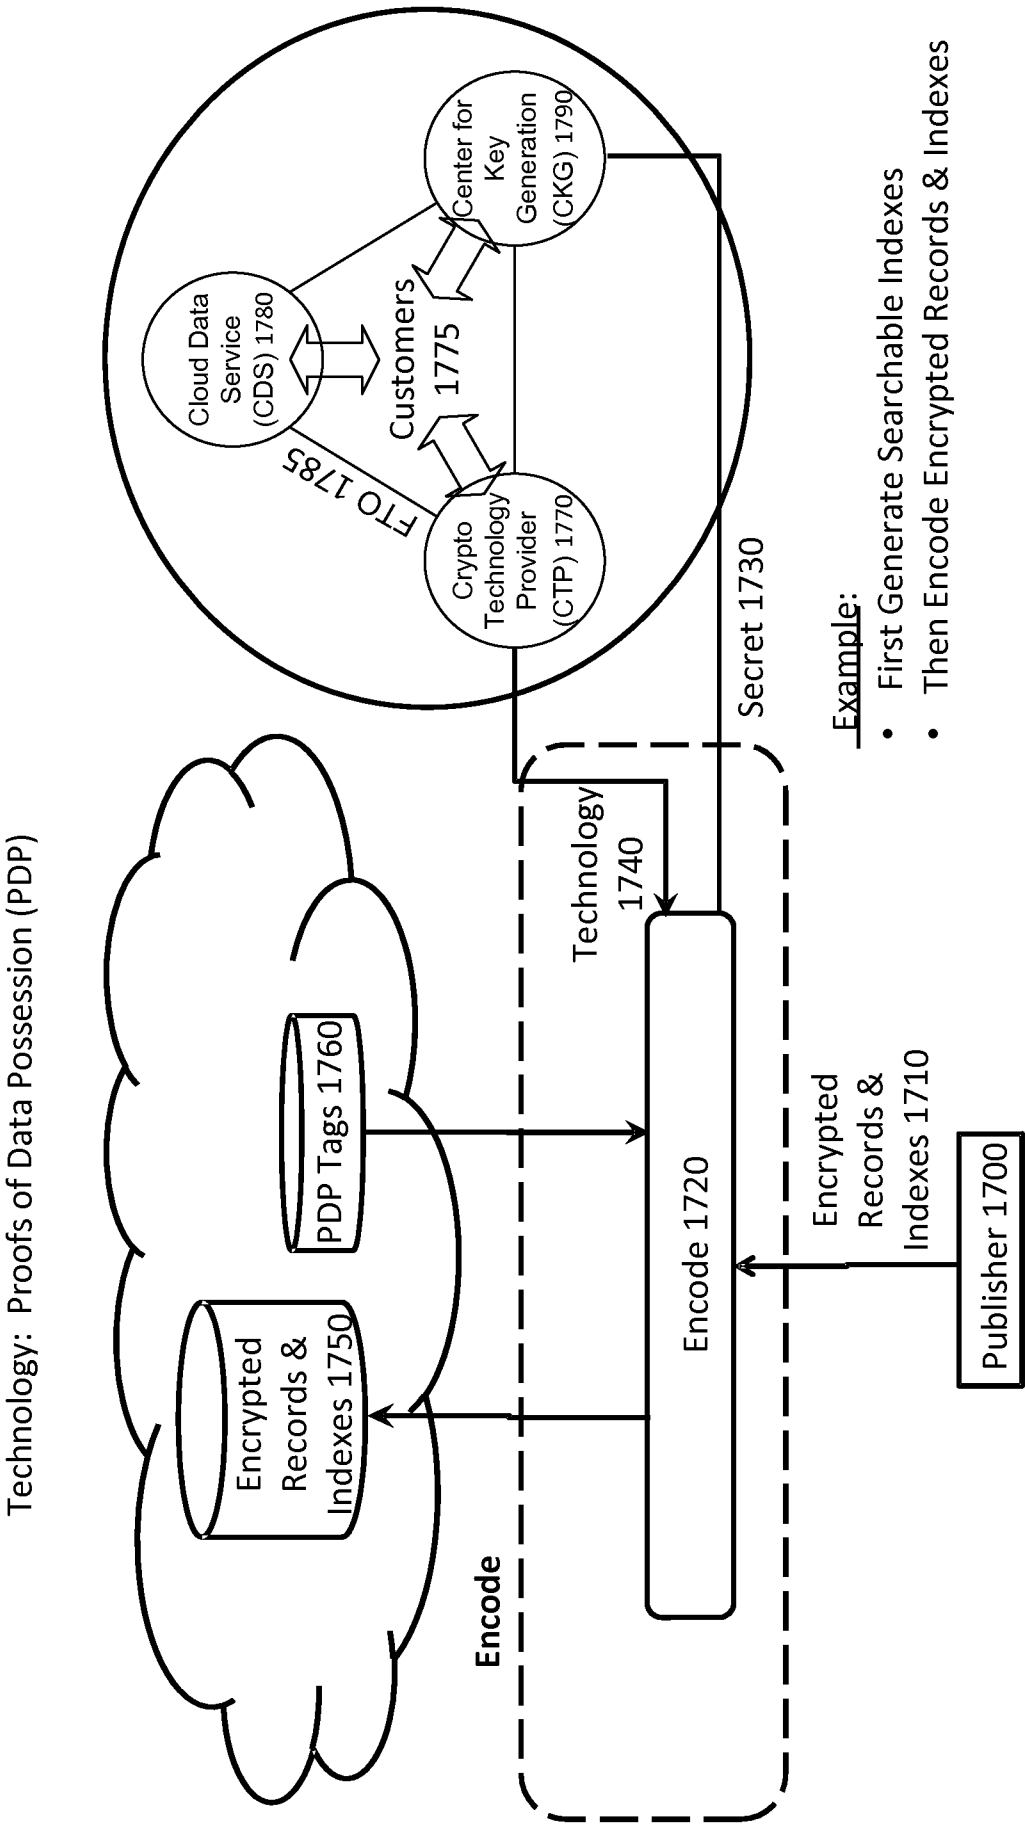 Technology:  Proofs of Data Possession (PDP)
Encrypted
Records &
Indexes 1750
PDP Tags 1760
Cloud Data
Service
(CDS) 1780
FTO 1785
Customers
1775
Crypto
Technology
Provider
(CTP) 1770
Center for
Key
Generation
(CKG) 1790
Encode
Technology
1740
Encode 1720
Secret 1730
Encrypted
Records &
Indexes 1710
Publisher 1700
Example:
• First Generate Searchable Indexes
• Then Encode Encrypted Records & Indexes